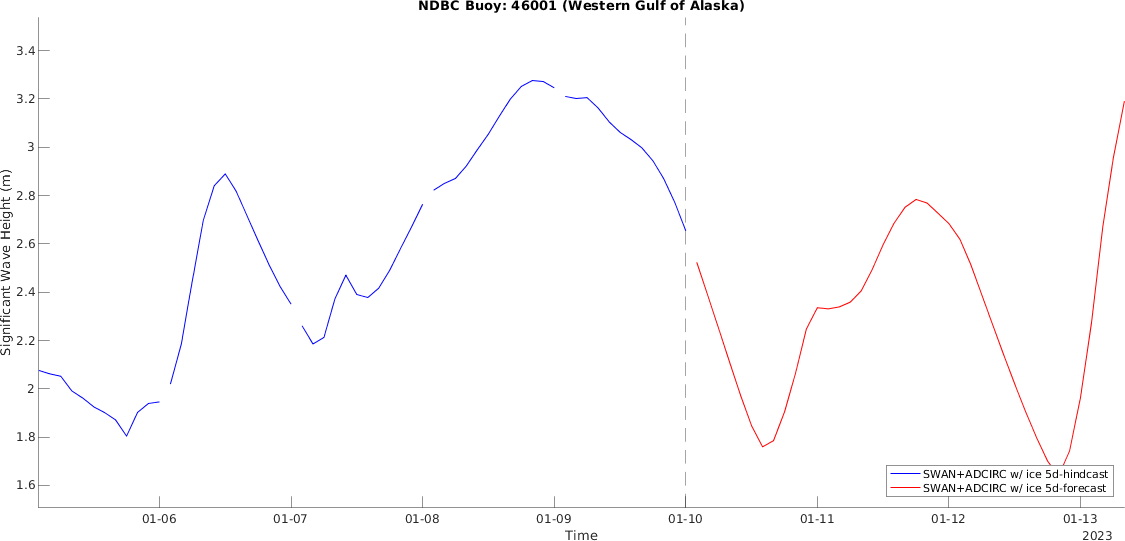 NDBC Buoy: 46001 (Western Gulf of Alaska)
Significant Wave Height (m)
3.4
3.2
3
2.8
2.6
2.4
2.2
2
1.8
1.6
SWAN+ADCIRC w/ ice 5d-hindcast
SWAN+ADCIRC w/ ice 5d-forecast
01-06 01-07 01-08 01-09 01-10 01-11 01-12 01-13
Time
2023